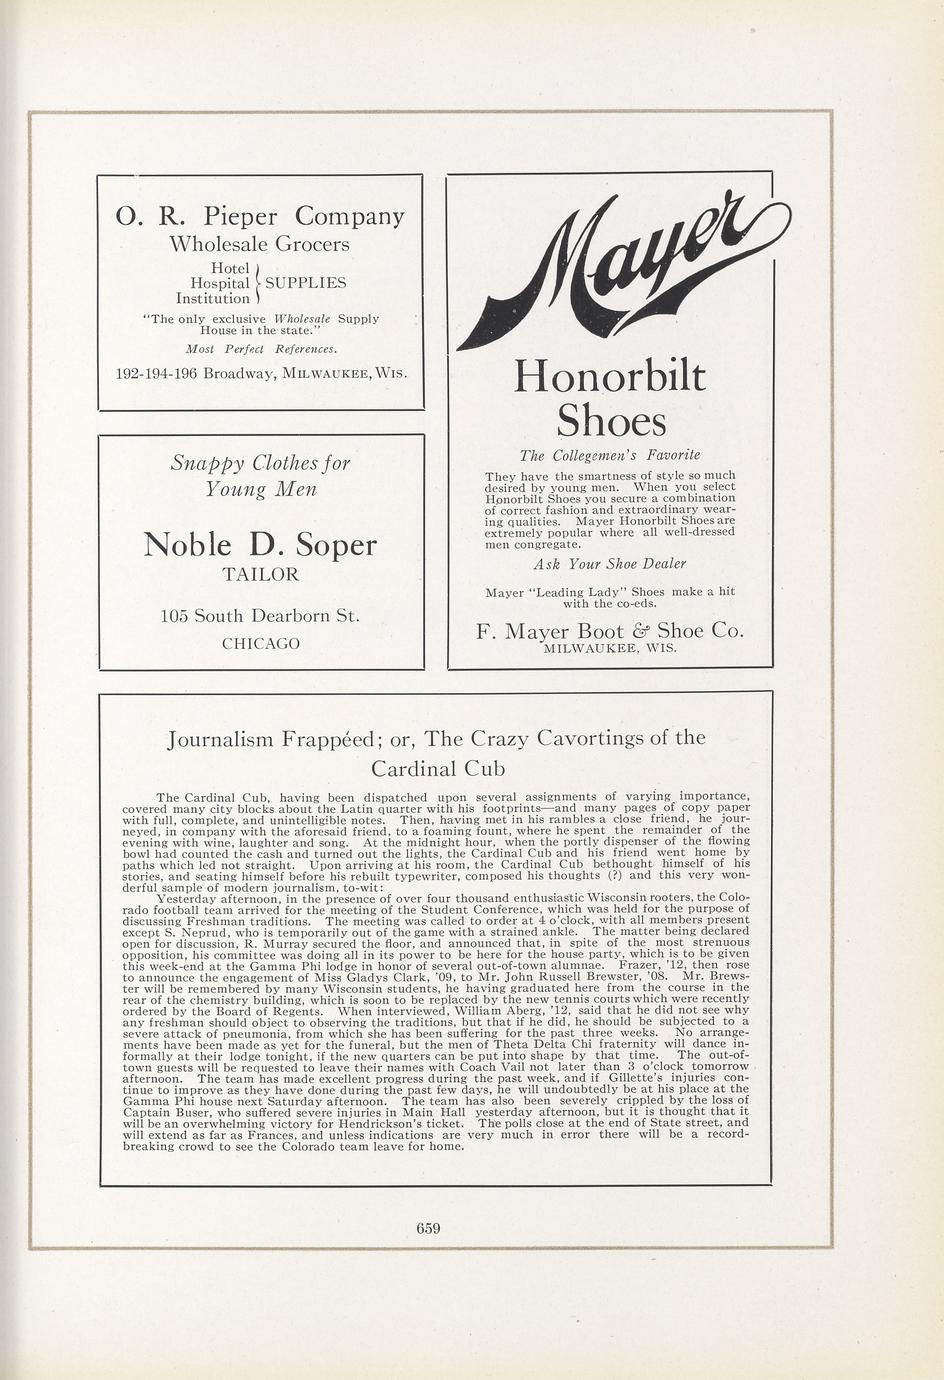 O. R. Pieper Company
Wholesale Grocers
Hotel
Hospital
Institution
SUPPLIES
"The only exclusive Wholesale Supply
House in the state."
Most Perfect References.
192-194-196 Broadway, MILWAUKEE, WIS.
Snappy Clothes for
Young Men
Noble D. Soper
TAILOR
105 South Dearborn St.
CHICAGO
Mayer
Honorbilt
Shoes
The Collegemen's Favorite
They have the smartness of style so much
desired by young men. When you select
Honorbilt Shoes you secure a combination
of correct fashion and extraordinary wear-
ing qualities. Mayer Honorbilt Shoes are
extremely popular where all well-dressed
men congregate.
Ask Your Shoe Dealer
Mayer "Leading Lady" Shoes make a hit
with the co-eds.
F. Mayer Boot & Shoe Co.
MILWAUKEE, WIS.
Journalism Frappéed; or, The Crazy Cavortings of the
Cardinal Cub
The Cardinal Cub, having been dispatched upon several assignments of varying importance,
covered many city blocks about the Latin quarter with his footprints—and many pages of copy paper
with full, complete, and unintelligible notes. Then, having met in his rambles a close friend, he jour-
neyed, in company with the aforesaid friend, to a foaming fount, where he spent the remainder of the
evening with wine, laughter and song. At the midnight hour, when the portly dispenser of the flowing
bowl had counted the cash and turned out the lights, the Cardinal Cub and his friend went home by
paths which led not straight. Upon arriving at his room, the Cardinal Cub bethought himself of his
stories, and seating himself before his rebuilt typewriter, composed his thoughts (?) and this very won-
derful sample of modern journalism, to-wit:
Yesterday afternoon, in the presence of over four thousand enthusiastic Wisconsin rooters, the Colo-
rado football team arrived for the meeting of the Student Conference, which was held for the purpose of
discussing Freshman traditions. The meeting was called to order at 4 o'clock, with all members present
except S. Neprud, who is temporarily out of the game with a strained ankle. The matter being declared
open for discussion, R. Murray secured the floor, and announced that, in spite of the most strenuous
opposition, his committee was doing all in its power to be here for the house party, which is to be given
this week-end at the Gamma Phi lodge in honor of several out-of-town alumnae. Frazer, '12, then rose
to announce the engagement of Miss Gladys Clark, '09, to Mr. John Russell Brewster, '08. Mr. Brews-
ter will be remembered by many Wisconsin students, he having graduated here from the course in the
rear of the chemistry building, which is soon to be replaced by the new tennis courts which were recently
ordered by the Board of Regents. When interviewed, William Aberg, '12, said that he did not see why
any freshman should object to observing the traditions, but that if he did, he should be subjected to a
severe attack of pneumonia, from which she has been suffering for the past three weeks. No arrange-
ments have been made as yet for the funeral, but the men of Theta Delta Chi fraternity will dance in-
formally at their lodge tonight, if the new quarters can be put into shape by that time. The out-of-
town guests will be requested to leave their names with Coach Vail not later than 3 o'clock tomorrow
afternoon. The team has made excellent progress during the past week, and if Gillette's injuries con-
tinue to improve as they have done during the past few days, he will undoubtedly be at his place at the
Gamma Phi house next Saturday afternoon. The team has also been severely crippled by the loss of
Captain Buser, who suffered severe injuries in Main Hall yesterday afternoon, but it is thought that it
will be an overwhelming victory for Hendrickson's ticket. The polls close at the end of State street, and
will extend as far as Frances, and unless indications are very much in error there will be a record-
breaking crowd to see the Colorado team leave for home.
659